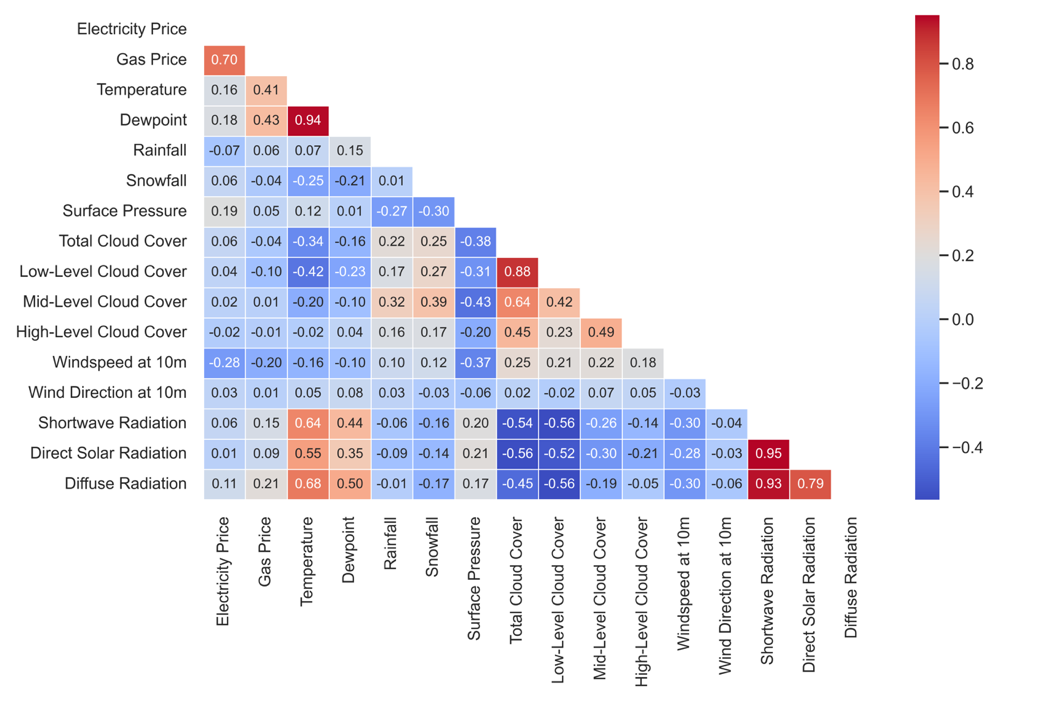 Electricity Price
Gas Price 0.70
Temperature 0.16 0.41
Dewpoint 0.18 0.43 0.94
Rainfall -0.07 0.06 0.07 0.15
Snowfall 0.06 -0.04 -0.25 -0.21 0.01
Surface Pressure 0.19 0.05 0.12 0.01 -0.27 -0.30
Total Cloud Cover 0.06 -0.04 -0.34 -0.16 0.22 0.25 -0.38
Low-Level Cloud Cover 0.04 -0.10 -0.42 -0.23 0.17 0.27 -0.31 0.88
Mid-Level Cloud Cover 0.02 0.01 -0.20 -0.10 0.32 0.39 -0.43 0.64 0.42
High-Level Cloud Cover -0.02 -0.01 -0.02 0.04 0.16 0.17 -0.20 0.45 0.23 0.49
Windspeed at 10m -0.28 -0.20 -0.16 -0.10 0.10 0.12 -0.37 0.25 0.21 0.22 0.18
Wind Direction at 10m 0.03 0.01 0.05 0.08 0.03 -0.03 -0.06 0.02 -0.02 0.07 0.05 -0.03
Shortwave Radiation 0.06 0.15 0.64 0.44 -0.06 -0.16 0.20 -0.54 -0.56 -0.26 -0.14 -0.30 -0.04
Direct Solar Radiation 0.01 0.09 0.55 0.35 -0.09 -0.14 0.21 -0.56 -0.52 -0.30 -0.21 -0.28 -0.03 0.95
Diffuse Radiation 0.11 0.21 0.68 0.50 -0.01 -0.17 0.17 -0.45 -0.56 -0.19 -0.05 -0.30 -0.06 0.93 0.79
Electricity Price
Gas Price
Temperature
Dewpoint
Rainfall
Snowfall
Surface Pressure
Total Cloud Cover
Low-Level Cloud Cover
Mid-Level Cloud Cover
High-Level Cloud Cover
Windspeed at 10m
Wind Direction at 10m
Shortwave Radiation
Direct Solar Radiation
Diffuse Radiation
0.8
0.6
0.4
0.2
0.0
−0.2
−0.4